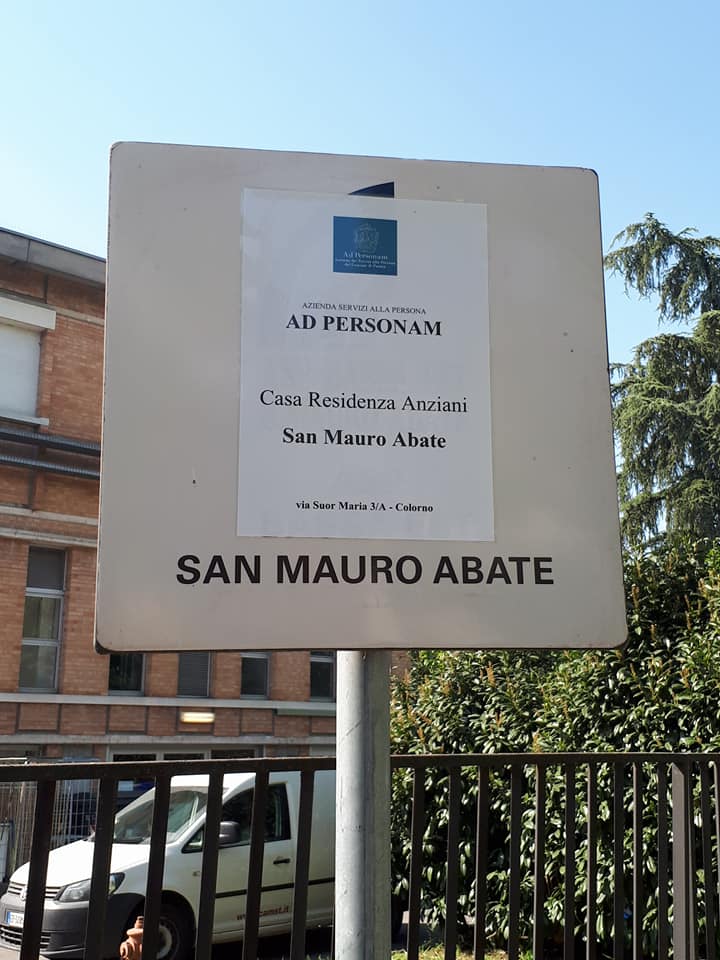 Ad Personam
AZIENDA SERVIZI ALLA PERSONA
AD PERSONAM
Casa Residenza Anziani
San Mauro Abate
via Suor Maria 3/A - Colorno
SAN MAURO ABATE